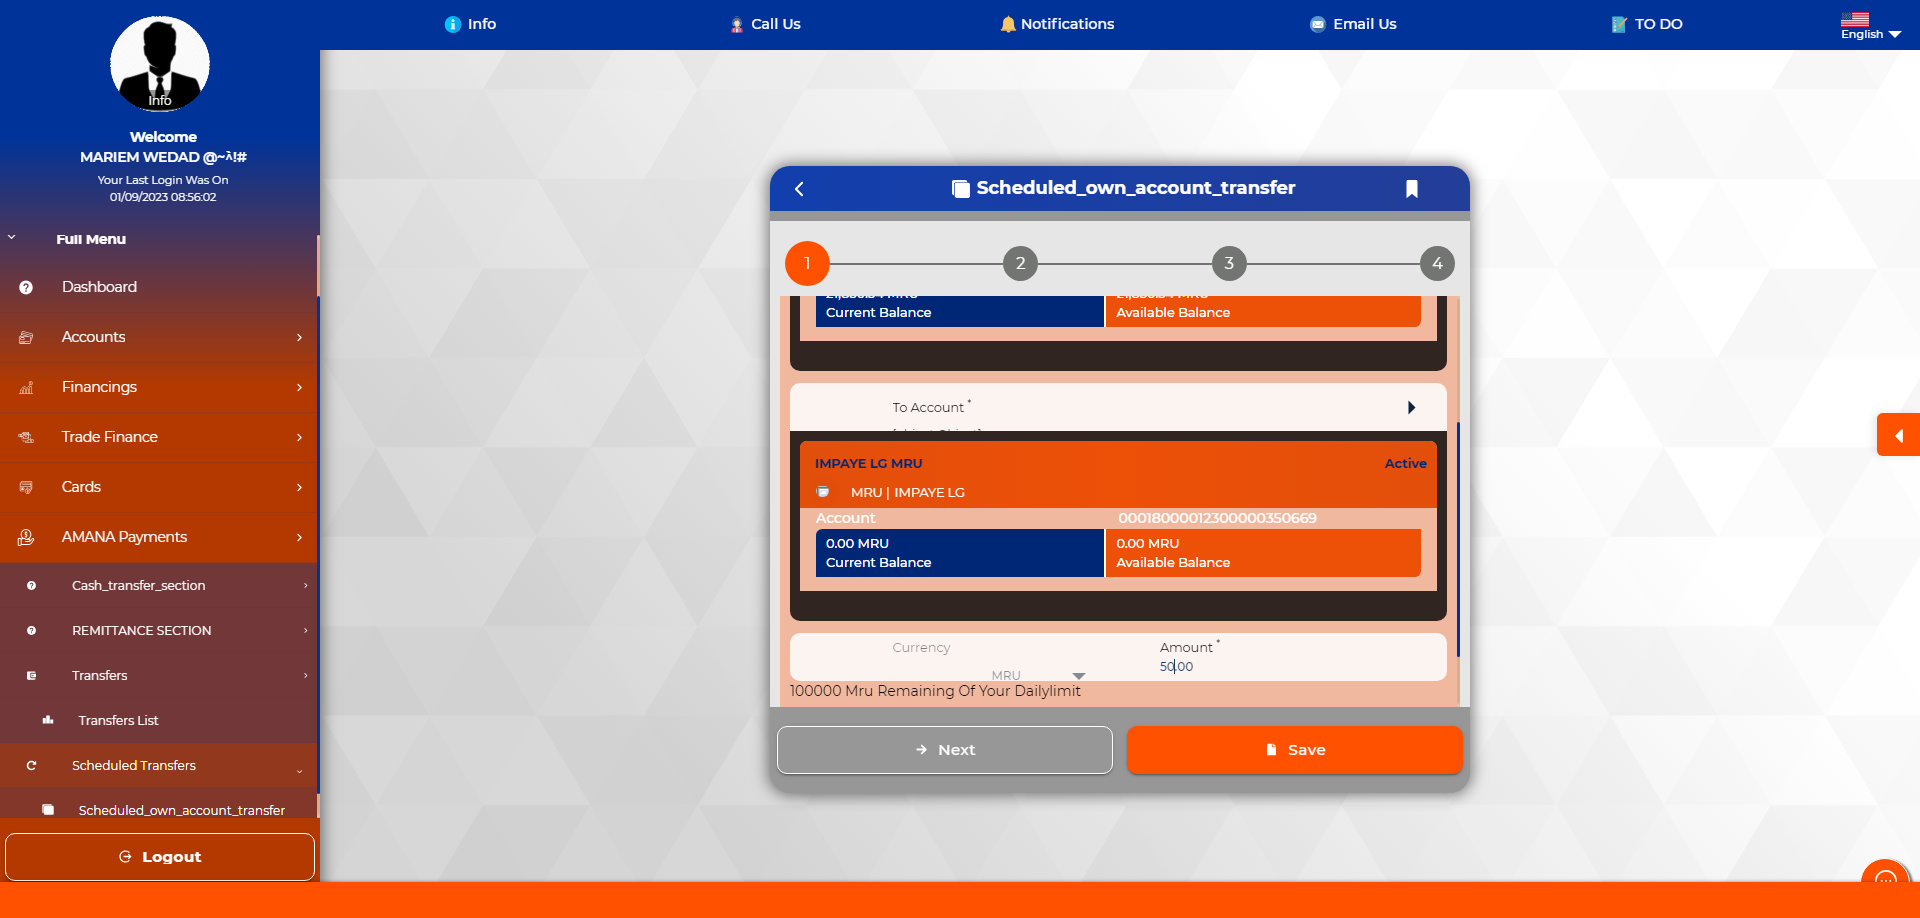 Info
Call Us
Notifications
Email Us
TO DO
English
Info
Welcome
MARIEM WEDAD @~λ!#
Your Last Login Was On
01/09/2023 08:56:02
Full Menu
Dashboard
Accounts
Financings
Trade Finance
Cards
AMANA Payments
Cash_transfer_section
REMITTANCE SECTION
Transfers
Transfers List
Scheduled Transfers
Scheduled_own_account_transfer
Logout
Scheduled_own_account_transfer
1
2
3
4
Current Balance
Available Balance
To Account *
IMPAYE LG MRU
Active
MRU | IMPAYE LG
Account
00018000012300000350669
0.00 MRU
Current Balance
0.00 MRU
Available Balance
Currency
Amount *
MRU
50.00
100000 Mru Remaining Of Your Dailylimit
Next
Save